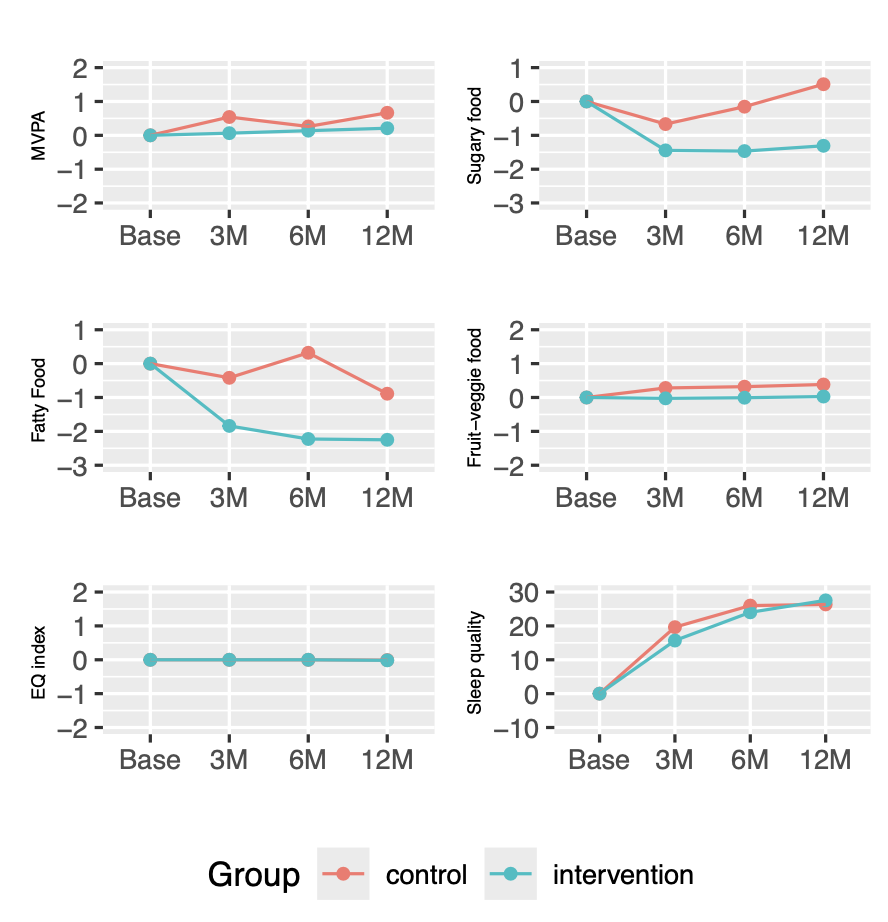 MVPA
2
1
0
−1
−2
Base 3M 6M 12M
Sugary food
1
0
−1
−2
−3
Base 3M 6M 12M
Fatty Food
1
0
−1
−2
−3
Base 3M 6M 12M
Fruit−veggie food
2
1
0
−1
−2
Base 3M 6M 12M
EQ index
2
1
0
−1
−2
Base 3M 6M 12M
Sleep quality
30
20
10
0
−10
Base 3M 6M 12M
Group control intervention